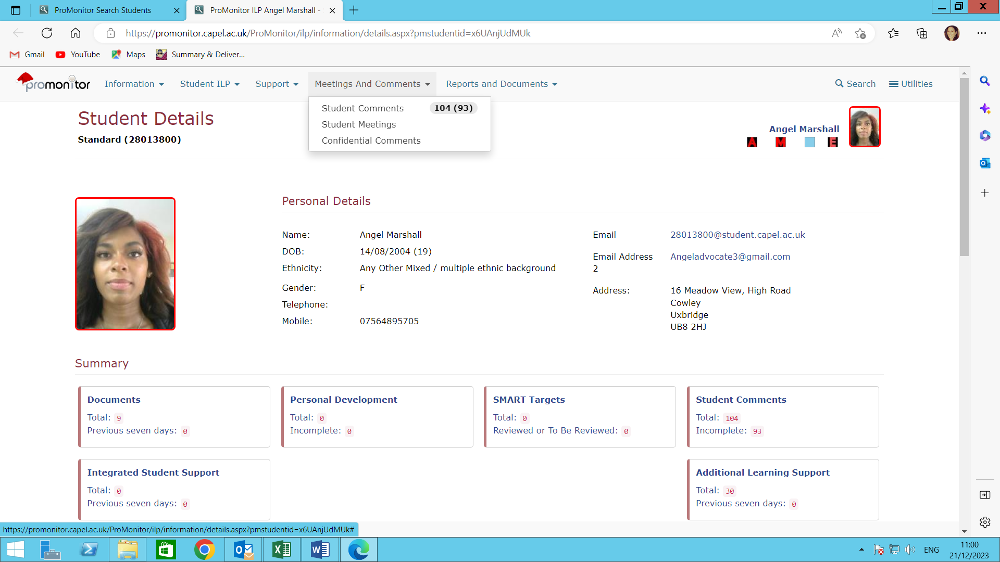 ProMonitor Search Students
ProMonitor ILP Angel Marshall -
https://promonitor.capel.ac.uk/ProMonitor/ilp/information/details.aspx?pmstudentid=x6UAnjUdMUk
Gmail YouTube Maps Summary & Deliver...
promonitor Information Student ILP Support Meetings And Comments Reports and Documents Search Utilities
Student Comments 104 (93)
Student Meetings
Confidential Comments
Student Details
Standard (28013800)
Angel Marshall
A M E
Personal Details
Name: Angel Marshall
DOB: 14/08/2004 (19)
Ethnicity: Any Other Mixed / multiple ethnic background
Gender: F
Telephone:
Mobile: 07564895705
Email 28013800@student.capel.ac.uk
Email Address Angeladvocate3@gmail.com
2
Address: 16 Meadow View, High Road
Cowley
Uxbridge
UB8 2HJ
Summary
Documents
Total: 9
Previous seven days: 0
Personal Development
Total: 0
Incomplete: 0
SMART Targets
Total: 0
Reviewed or To Be Reviewed: 0
Student Comments
Total: 104
Incomplete: 93
Integrated Student Support
Total: 0
Previous seven days: 0
Additional Learning Support
Total: 30
Previous seven days: 0
https://promonitor.capel.ac.uk/ProMonitor/ilp/information/details.aspx?pmstudentid=x6UAnjUdMUk#
ENG
11:00
21/12/2023